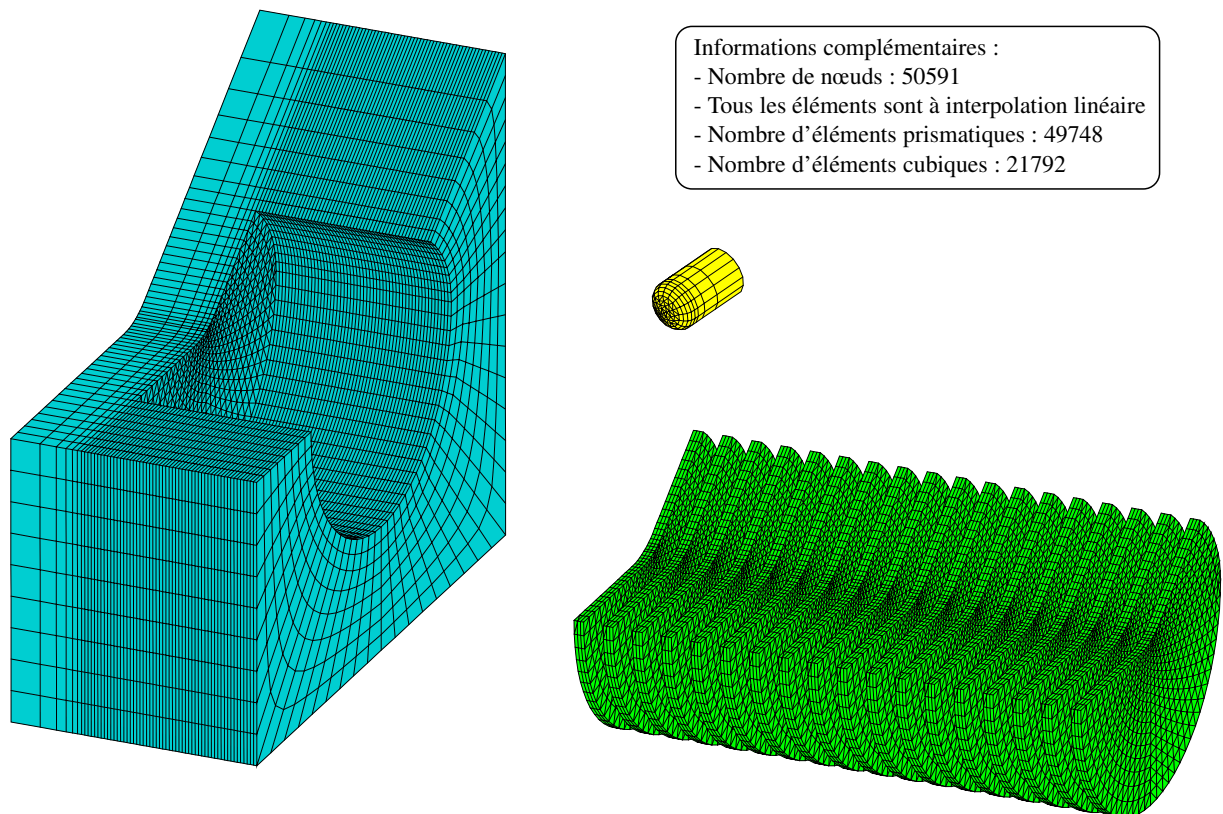 Informations complémentaires :
- Nombre de nœuds : 50591
- Tous les éléments sont à interpolation linéaire
- Nombre d'éléments prismatiques : 49748
- Nombre d'éléments cubiques : 21792